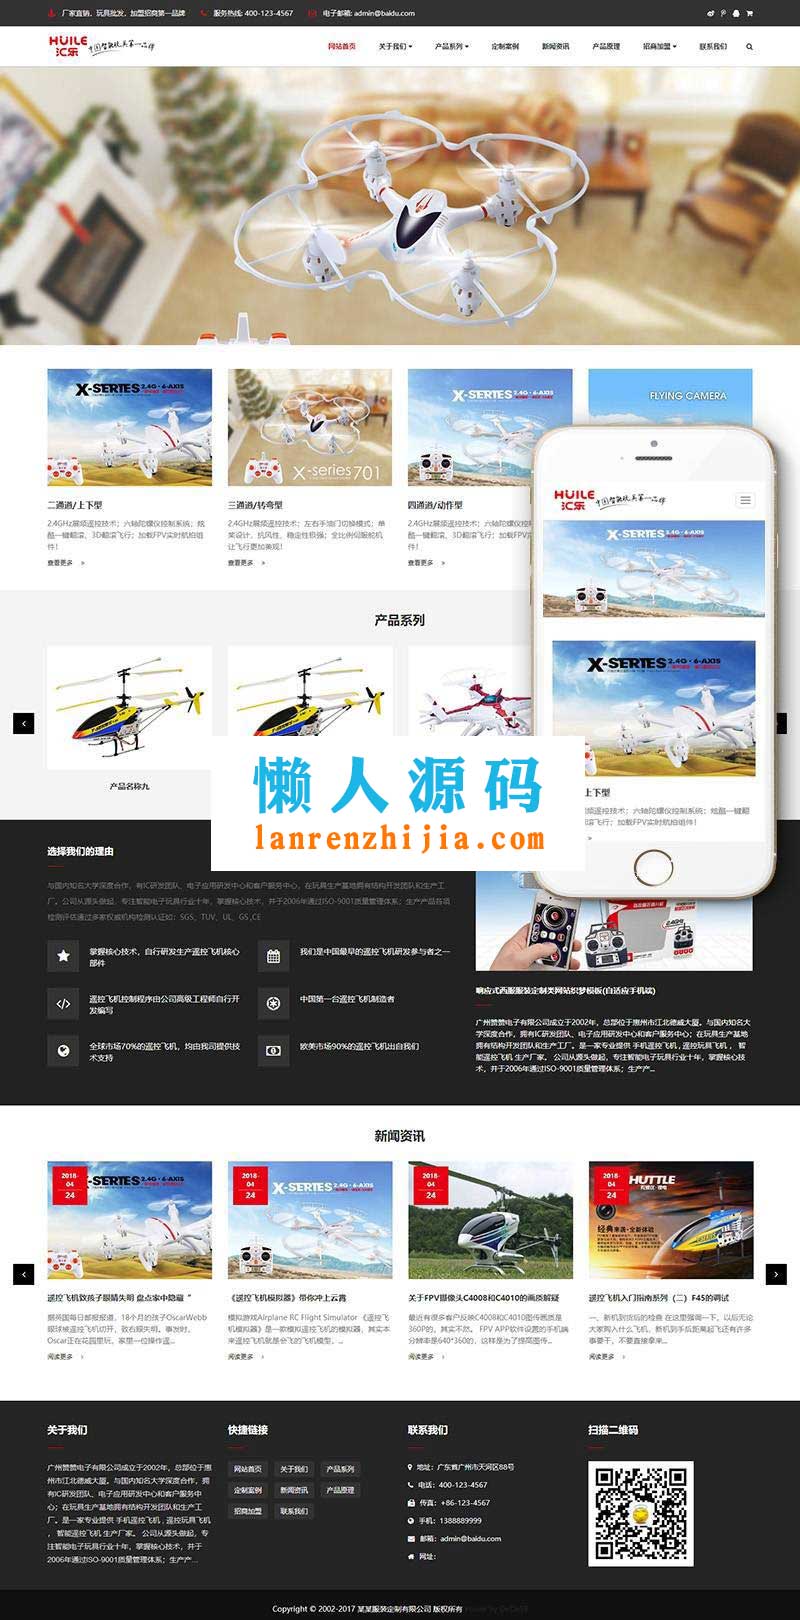 厂家直销、玩具批发，加盟招商第一品牌 服务热线: 400-123-4567 电子邮箱: admin@baidu.com
HUILE
汇乐 中国智能玩具第一品牌
网站首页 关于我们 产品系列 定制案例 新闻资讯 产品原理 招商加盟 联系我们
X-SERIES 2.4G·6-AXIS
X-series 701
X-SERIES 2.4G·6-AXIS
FLYING CAMERA
二通道/上下型
2.4GHz展频遥控技术；六轴陀螺仪控制系统；炫
酷一键翻滚、3D翻滚飞行；加载FPV实时航拍组
件！
查看更多 >
三通道/转弯型
2.4GHz展频遥控技术；左右手油门切换模式；单
桨设计、抗风性、稳定性极强；全比例伺服舵机
让飞行更加美观！
查看更多 >
四通道/动作型
2.4GHz展频遥控技术；六轴陀螺仪
酷一键翻滚、3D翻滚飞行；加载F
件！
查看更多 >
HUILE
汇乐 中国智能玩具第一品牌
X-SERIES 2.4G·6-AXIS
X-SERIES 2.4G·6-AXIS
上下型
展频遥控技术；六轴陀螺仪控制系统；炫酷一键翻
飞行；加载FPV实时航拍组件！
>
产品系列
产品名称九
懒人源码
lanrenzhijia.com
选择我们的理由
与国内知名大学深度合作，有IC研发团队、电子应用研发中心和客户服务中心，在玩具生产基地拥有结构开发团队和生产工
厂。公司从源头做起，专注智能电子玩具行业十年，掌握核心技术，并于2006年通过ISO-9001质量管理体系；生产产品各项
检测评估通过多家权威机构检测认证如：SGS、TUV、UL、GS ,CE
掌握核心技术，自行研发生产遥控飞机核心
部件
我们是中国最早的遥控飞机研发参与者之一
遥控飞机控制程序由公司高级工程师自行开
发编写
中国第一台遥控飞机制造者
全球市场70%的遥控飞机，均由我司提供技
术支持
欧美市场90%的遥控飞机出自我们
2.4GHz
响应式西服服装定制类网站织梦模板(自适应手机端)
广州赞赞电子有限公司成立于2002年，总部位于惠州市江北德威大厦。与国内知名大
学深度合作，拥有IC研发团队、电子应用研发中心和客户服务中心；在玩具生产基地
拥有结构开发团队和生产工厂。是一家专业提供 手机遥控飞机 , 遥控玩具飞机 ， 智
能遥控飞机 生产厂家。 公司从源头做起，专注智能电子玩具行业十年，掌握核心技
术，并于2006年通过ISO-9001质量管理体系；生产产...
新闻资讯
2018-
04
24
X-SERIES 2.4G·6-AXIS
2018-
04
24
X-SERIES 2.4G·6-AXIS
2018-
04
24
2018-
04
24
HUTTLE
经典来袭·全新体验
遥控飞机致孩子眼睛失明 盘点家中隐藏“
据英国每日邮报报道，18个月的孩子OscarWebb
眼球被遥控飞机切开，致右眼失明。事发时，
Oscar正在花园里玩，家里一位操作遥...
阅读更多 ›
《遥控飞机模拟器》带你冲上云霄
模拟游戏Airplane RC Flight Simulator 《遥控飞
机模拟器》是一款模拟遥控飞机的模拟器，其实本
来遥控飞机就是会飞的飞机模型，...
阅读更多 ›
关于FPV摄像头C4008和C4010的画质解疑
最近有很多客户反映C4008和C4010图传画质是
360P的，其实不然。 FPV APP软件设置的手机端
分辨率是640*360的，这样是为了提高图传...
阅读更多 ›
遥控飞机入门指南系列（二）F45的调试
一、新机到货后的检查 在这里强调一下，以后无论
大家购入什么飞机，新机到手后距离起飞还有许多
事要干，不要直接拿来...
阅读更多 ›
关于我们
广州赞赞电子有限公司成立于2002年，总部位于惠
州市江北德威大厦。与国内知名大学深度合作，拥
有IC研发团队、电子应用研发中心和客户服务中
心；在玩具生产基地拥有结构开发团队和生产工
厂。是一家专业提供 手机遥控飞机 , 遥控玩具飞机
， 智能遥控飞机 生产厂家。 公司从源头做起，专
注智能电子玩具行业十年，掌握核心技术，并于
2006年通过ISO-9001质量管理体系；生产产...
快捷链接
网站首页 关于我们 产品系列
定制案例 新闻资讯 产品原理
招商加盟 联系我们
联系我们
地址：广东省广州市天河区88号
电话：400-123-4567
传真：+86-123-4567
手机：1388889999
邮箱：admin@baidu.com
网址：
扫描二维码
Copyright © 2002-2017 某某服装定制有限公司 版权所有